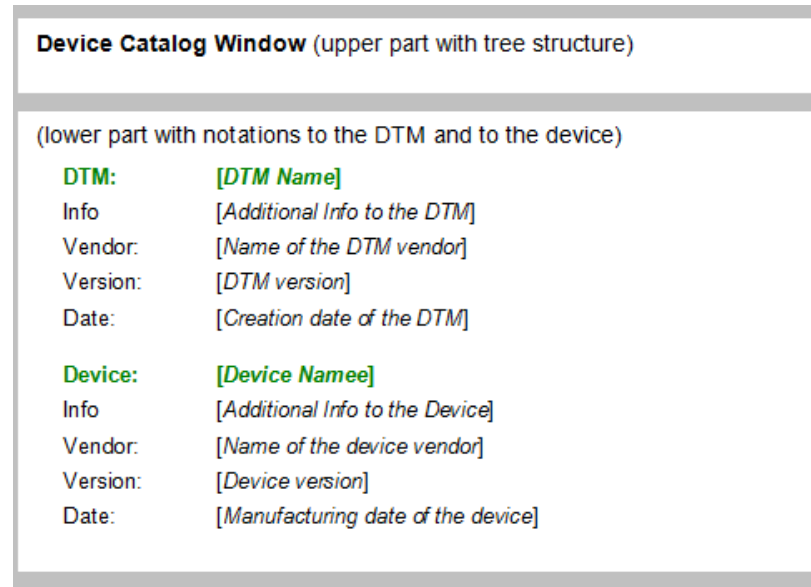 Device Catalog Window (upper part with tree structure)
(lower part with notations to the DTM and to the device)
DTM: [DTM Name]
Info [Additional Info to the DTM]
Vendor: [Name of the DTM vendor]
Version: [DTM version]
Date: [Creation date of the DTM]
Device: [Device Namee]
Info [Additional Info to the Device]
Vendor: [Name of the device vendor]
Version: [Device version]
Date: [Manufacturing date of the device]